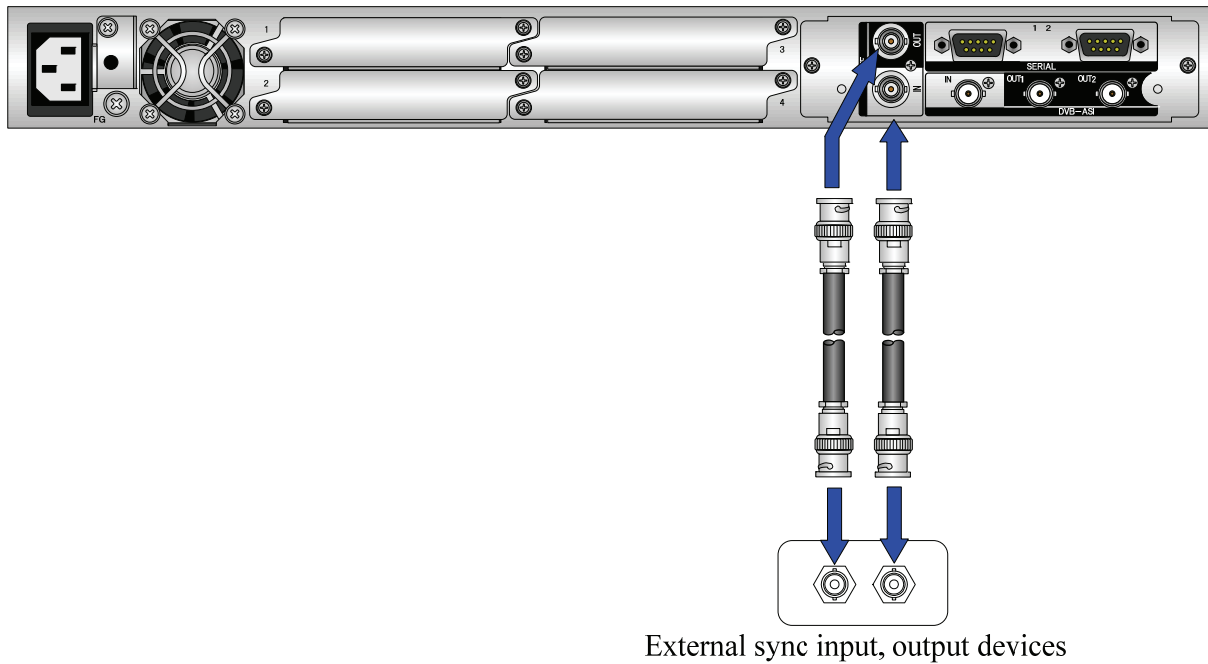 FG
1
2
3
4
OUT
IN
1 2
SERIAL
IN
OUT1
OUT2
DVB-ASI
External sync input, output devices